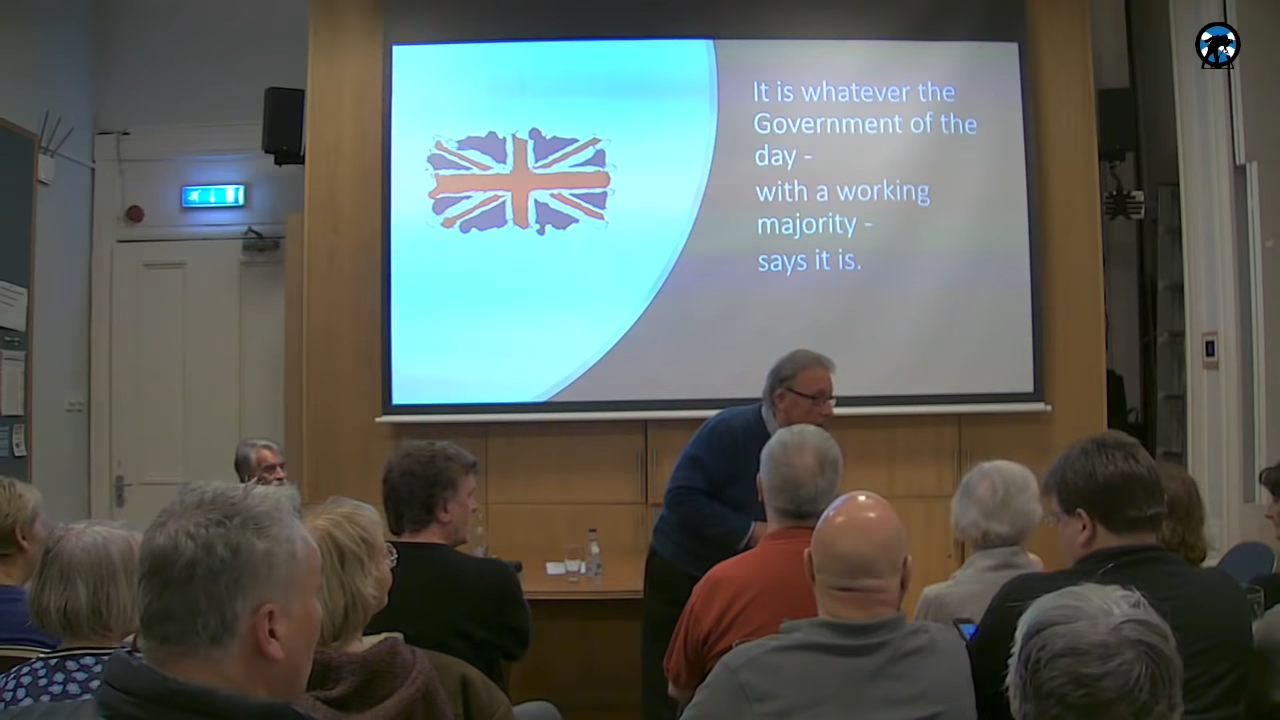 It is whatever the
Government of the
day -
with a working
majority -
says it is.